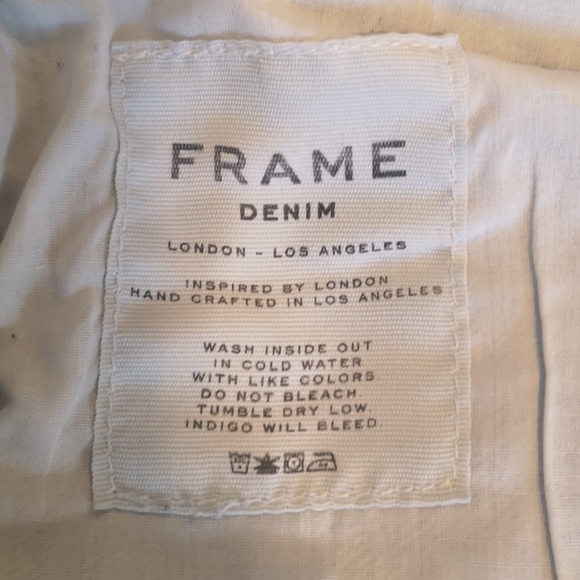 FRAME
DENIM
LONDON - LOS ANGELES
INSPIRED BY LONDON
HAND CRAFTED IN LOS ANGELES
WASH INSIDE OUT
IN COLD WATER
WITH LIKE COLORS.
DO NOT BLEACH.
TUMBLE DRY LOW.
INDIGO WILL BLEED.